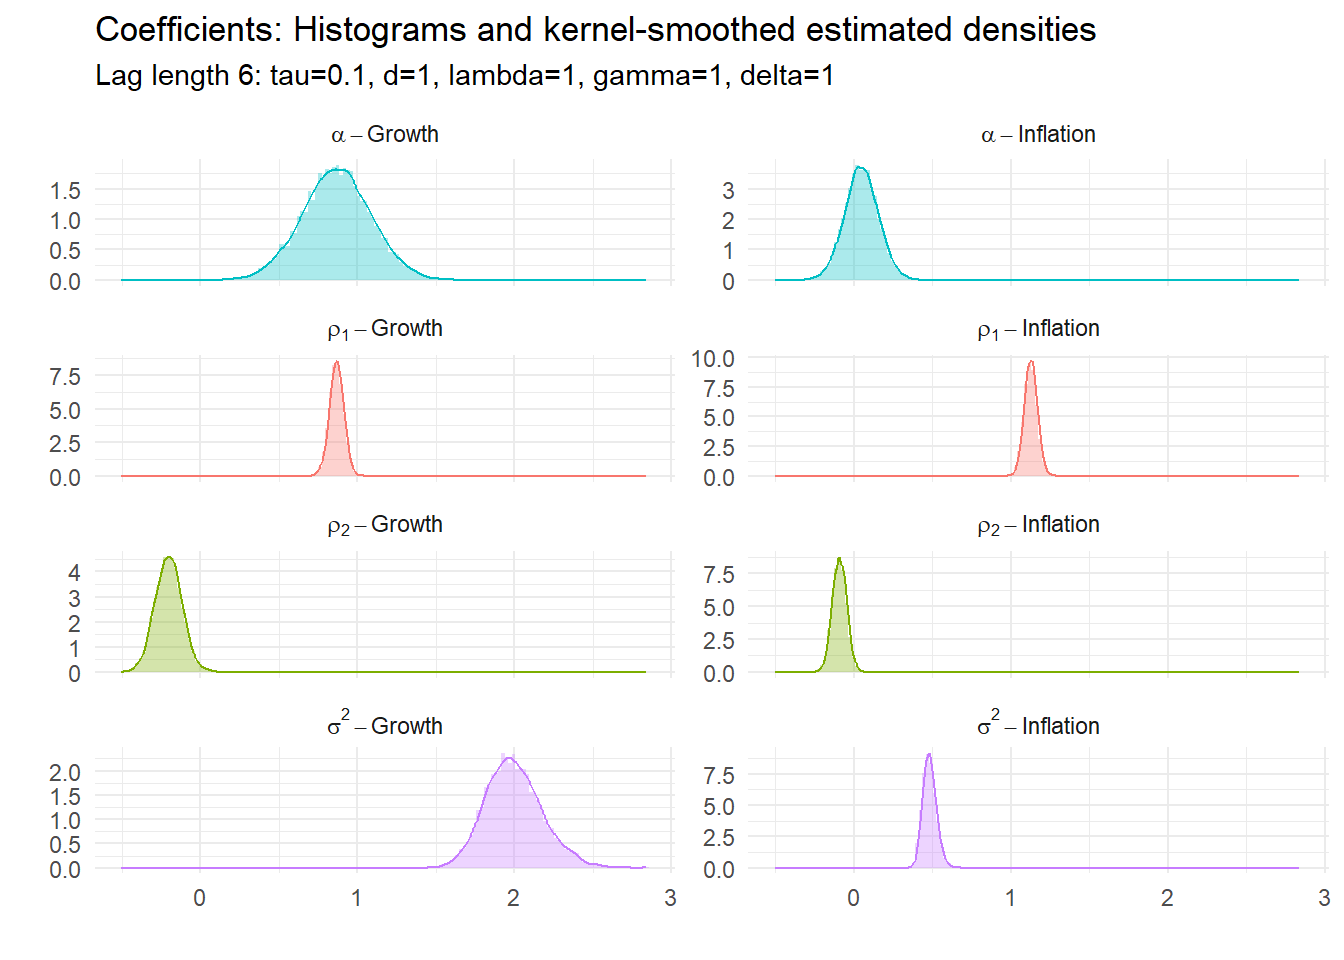 Coefficients: Histograms and kernel-smoothed estimated densities
Lag length 6: tau=0.1, d=1, lambda=1, gamma=1, delta=1
α – Growth
1.5
1.0
0.5
0.0
α – Inflation
3
2
1
0
ρ₁ – Growth
7.5
5.0
2.5
0.0
ρ₁ – Inflation
10.0
7.5
5.0
2.5
0.0
ρ₂ – Growth
4
3
2
1
0
ρ₂ – Inflation
7.5
5.0
2.5
0.0
σ² – Growth
2.0
1.5
1.0
0.5
0.0
0 1 2 3
σ² – Inflation
7.5
5.0
2.5
0.0
0 1 2 3